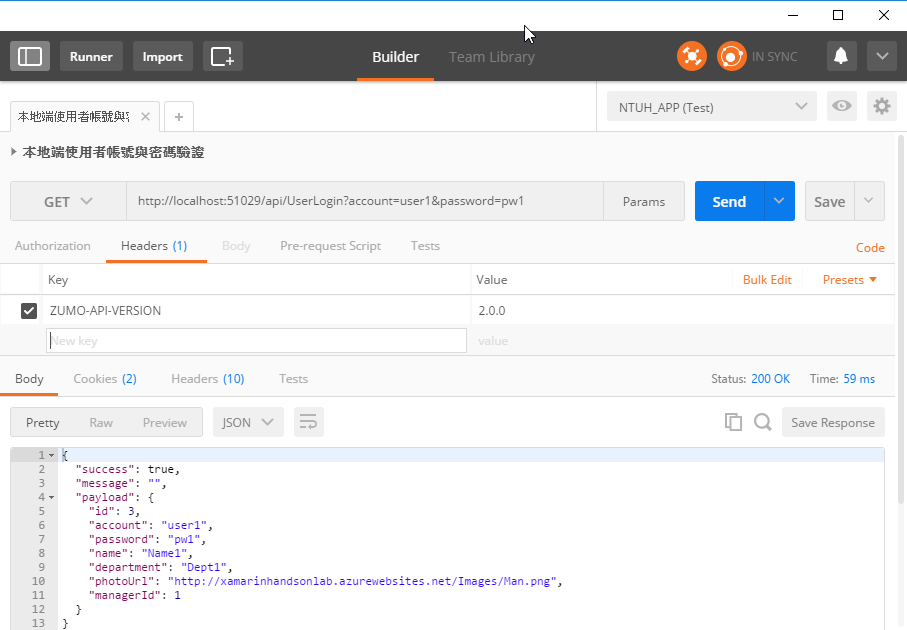 Runner Import Builder Team Library IN SYNC
本地端使用者帳號與 NTUH_APP (Test)
本地端使用者帳號與密碼驗證
GET http://localhost:51029/api/UserLogin?account=user1&password=pw1 Params Send Save
Authorization Headers (1) Body Pre-request Script Tests Code
Key Value Bulk Edit Presets
ZUMO-API-VERSION 2.0.0
New key value
Body Cookies (2) Headers (10) Tests Status: 200 OK Time: 59 ms
Pretty Raw Preview JSON Save Response
1 {
2 "success": true,
3 "message": "",
4 "payload": {
5 "id": 3,
6 "account": "user1",
7 "password": "pw1",
8 "name": "Name1",
9 "department": "Dept1",
10 "photoUrl": "http://xamarinhandsonlab.azurewebsites.net/Images/Man.png",
11 "managerId": 1
12 }
13 }